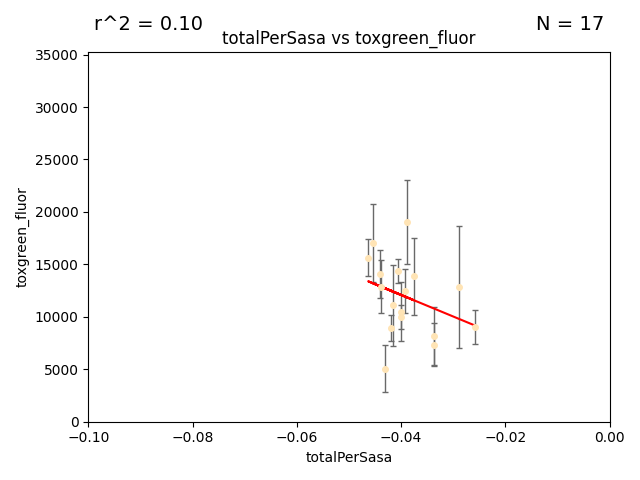 r^2 = 0.10
N = 17
totalPerSasa vs toxgreen_fluor
35000
30000
25000
20000
15000
10000
5000
0
toxgreen_fluor
−0.10
−0.08
−0.06
−0.04
−0.02
0.00
totalPerSasa